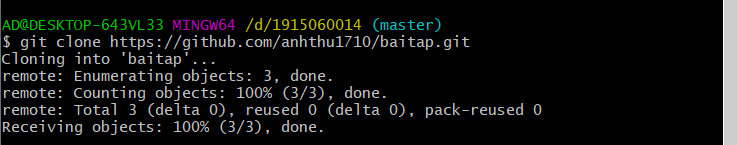 AD@DESKTOP-643VL33 MINGW64 /d/1915060014 (master)
$ git clone https://github.com/anhthu1710/baitap.git
Cloning into 'baitap'...
remote: Enumerating objects: 3, done.
remote: Counting objects: 100% (3/3), done.
remote: Total 3 (delta 0), reused 0 (delta 0), pack-reused 0
Receiving objects: 100% (3/3), done.